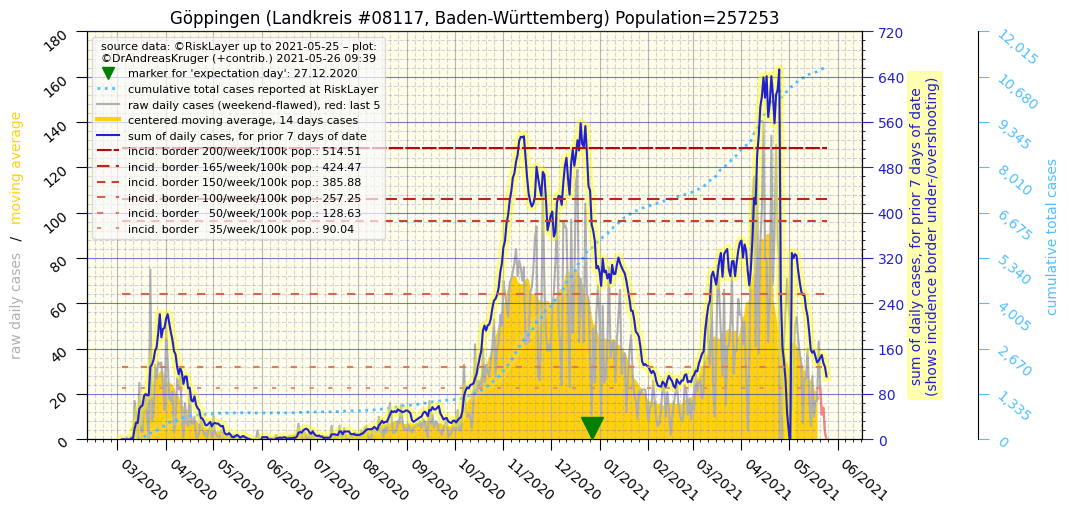 Göppingen (Landkreis #08117, Baden-Württemberg) Population=257253
source data: ©RiskLayer up to 2021-05-25 – plot:
©DrAndreasKruger (+contrib.) 2021-05-26 09:39
marker for 'expectation day': 27.12.2020
cumulative total cases reported at RiskLayer
raw daily cases (weekend-flawed), red: last 5
centered moving average, 14 days cases
sum of daily cases, for prior 7 days of date
incid. border 200/week/100k pop.: 514.51
incid. border 165/week/100k pop.: 424.47
incid. border 150/week/100k pop.: 385.88
incid. border 100/week/100k pop.: 257.25
incid. border   50/week/100k pop.: 128.63
incid. border   35/week/100k pop.: 90.04
raw daily cases / moving average
180
160
140
120
100
80
60
40
20
0
03/2020
04/2020
05/2020
06/2020
07/2020
08/2020
09/2020
10/2020
11/2020
12/2020
01/2021
02/2021
03/2021
04/2021
05/2021
06/2021
720
640
560
480
400
320
240
160
80
0
sum of daily cases, for prior 7 days of date
(shows incidence border under-/overshooting)
12,015
10,680
9,345
8,010
6,675
5,340
4,005
2,670
1,335
0
cumulative total cases